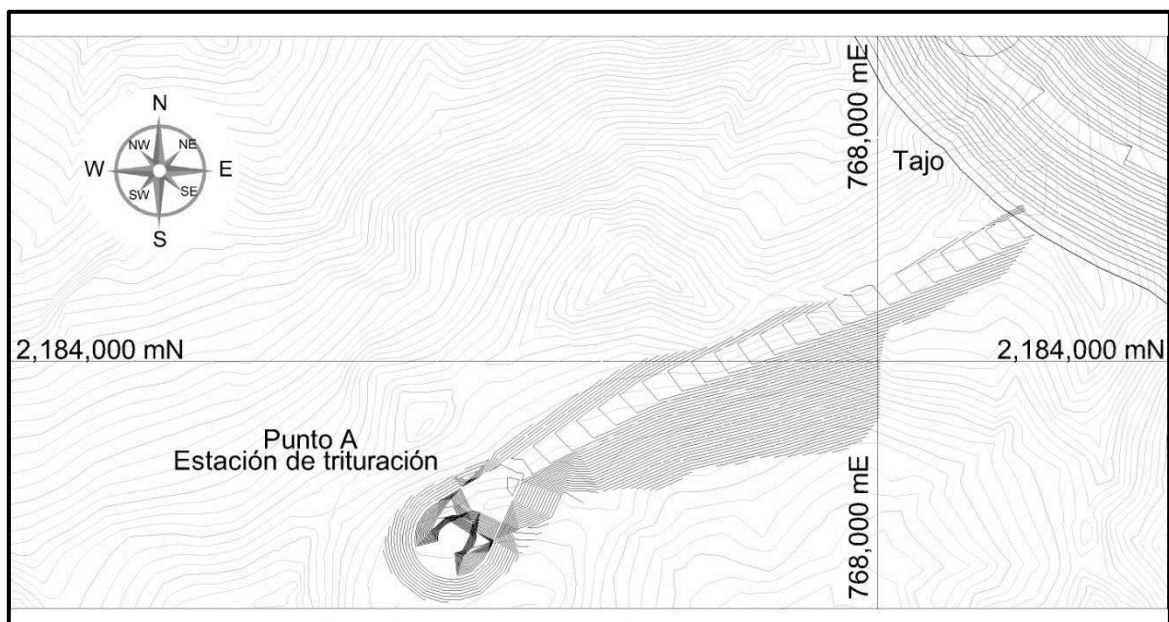 N
NW NE
W E
SW SE
S
768,000 mE
Tajo
2,184,000 mN
2,184,000 mN
Punto A
Estación de trituración
768,000 mE